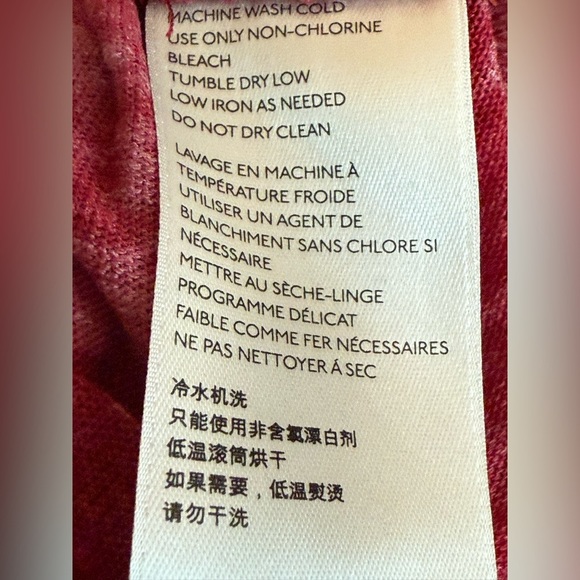 MACHINE WASH COLD
USE ONLY NON-CHLORINE
BLEACH
TUMBLE DRY LOW
LOW IRON AS NEEDED
DO NOT DRY CLEAN
LAVAGE EN MACHINE À
TEMPÉRATURE FROIDE
UTILISER UN AGENT DE
BLANCHIMENT SANS CHLORE SI
NÉCESSAIRE
METTRE AU SÈCHE-LINGE
PROGRAMME DÉLICAT
FAIBLE COMME FER NÉCESSAIRES
NE PAS NETTOYER Á SEC
冷水机洗
只能使用非含氯漂白剂
低温滚筒烘干
如果需要，低温熨烫
请勿干洗